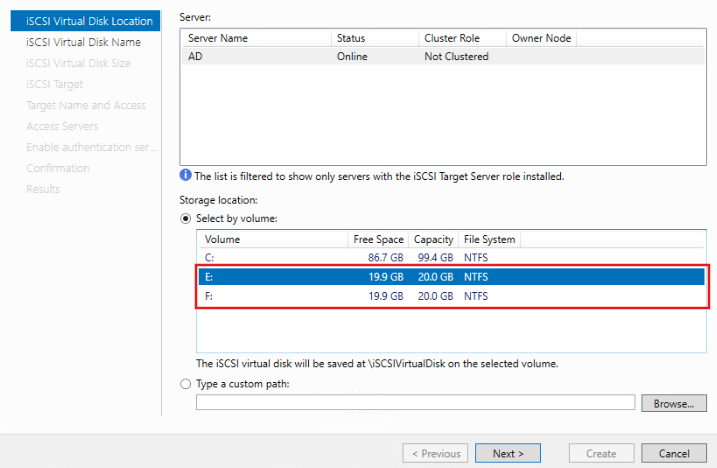 iSCSI Virtual Disk Location
iSCSI Virtual Disk Name
iSCSI Virtual Disk Size
iSCSI Target
Target Name and Access
Access Servers
Enable authentication ser...
Confirmation
Results
Server:
Server Name Status Cluster Role Owner Node
AD Online Not Clustered
The list is filtered to show only servers with the iSCSI Target Server role installed.
Storage location:
Select by volume:
Volume Free Space Capacity File System
C: 86.7 GB 99.4 GB NTFS
E: 19.9 GB 20.0 GB NTFS
F: 19.9 GB 20.0 GB NTFS
The iSCSI virtual disk will be saved at \iSCSIVirtualDisk on the selected volume.
Type a custom path:
Browse...
< Previous Next > Create Cancel